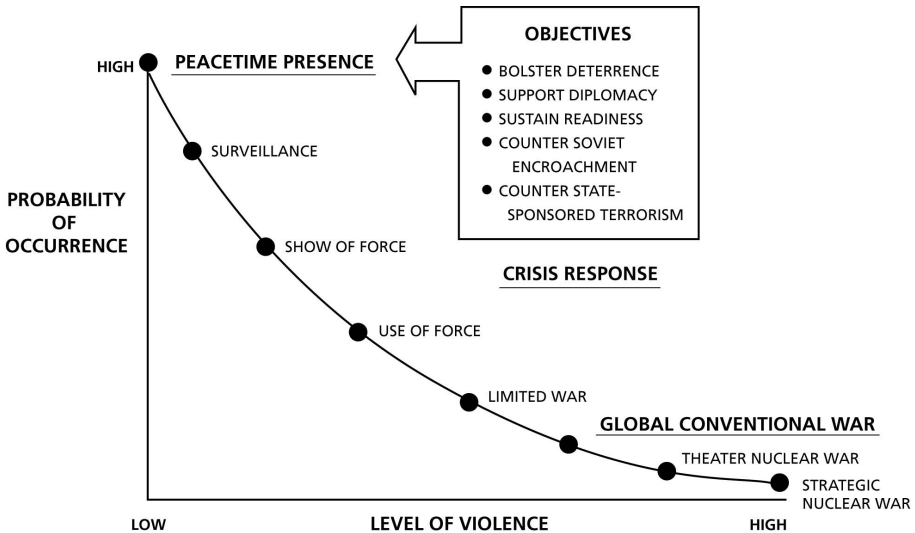 OBJECTIVES
● BOLSTER DETERRENCE
● SUPPORT DIPLOMACY
● SUSTAIN READINESS
● COUNTER SOVIET
ENCROACHMENT
● COUNTER STATE-
SPONSORED TERRORISM
HIGH
PEACETIME PRESENCE
SURVEILLANCE
PROBABILITY
OF
OCCURRENCE
SHOW OF FORCE
CRISIS RESPONSE
USE OF FORCE
LIMITED WAR
GLOBAL CONVENTIONAL WAR
THEATER NUCLEAR WAR
STRATEGIC
NUCLEAR WAR
LOW
LEVEL OF VIOLENCE
HIGH